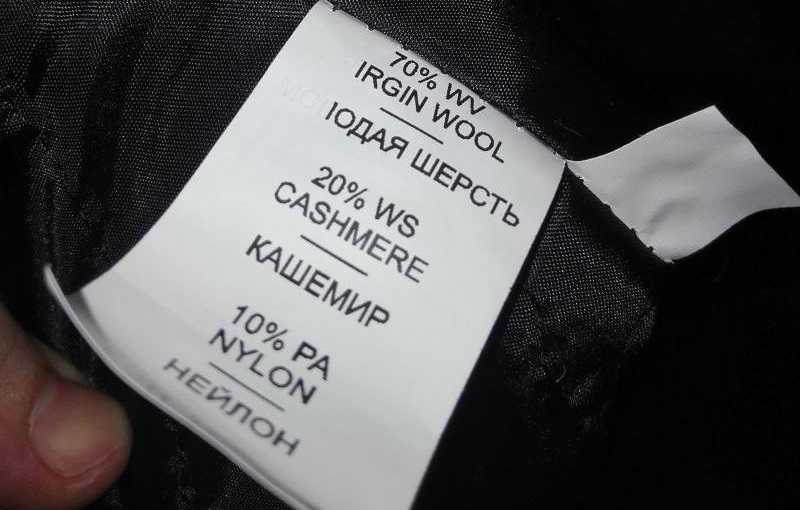 70% WV
IRGIN WOOL
ЮДАЯ ШЕРСТЬ
20% WS
CASHMERE
КАШЕМИР
10% PA
NYLON
НЕЙЛОН